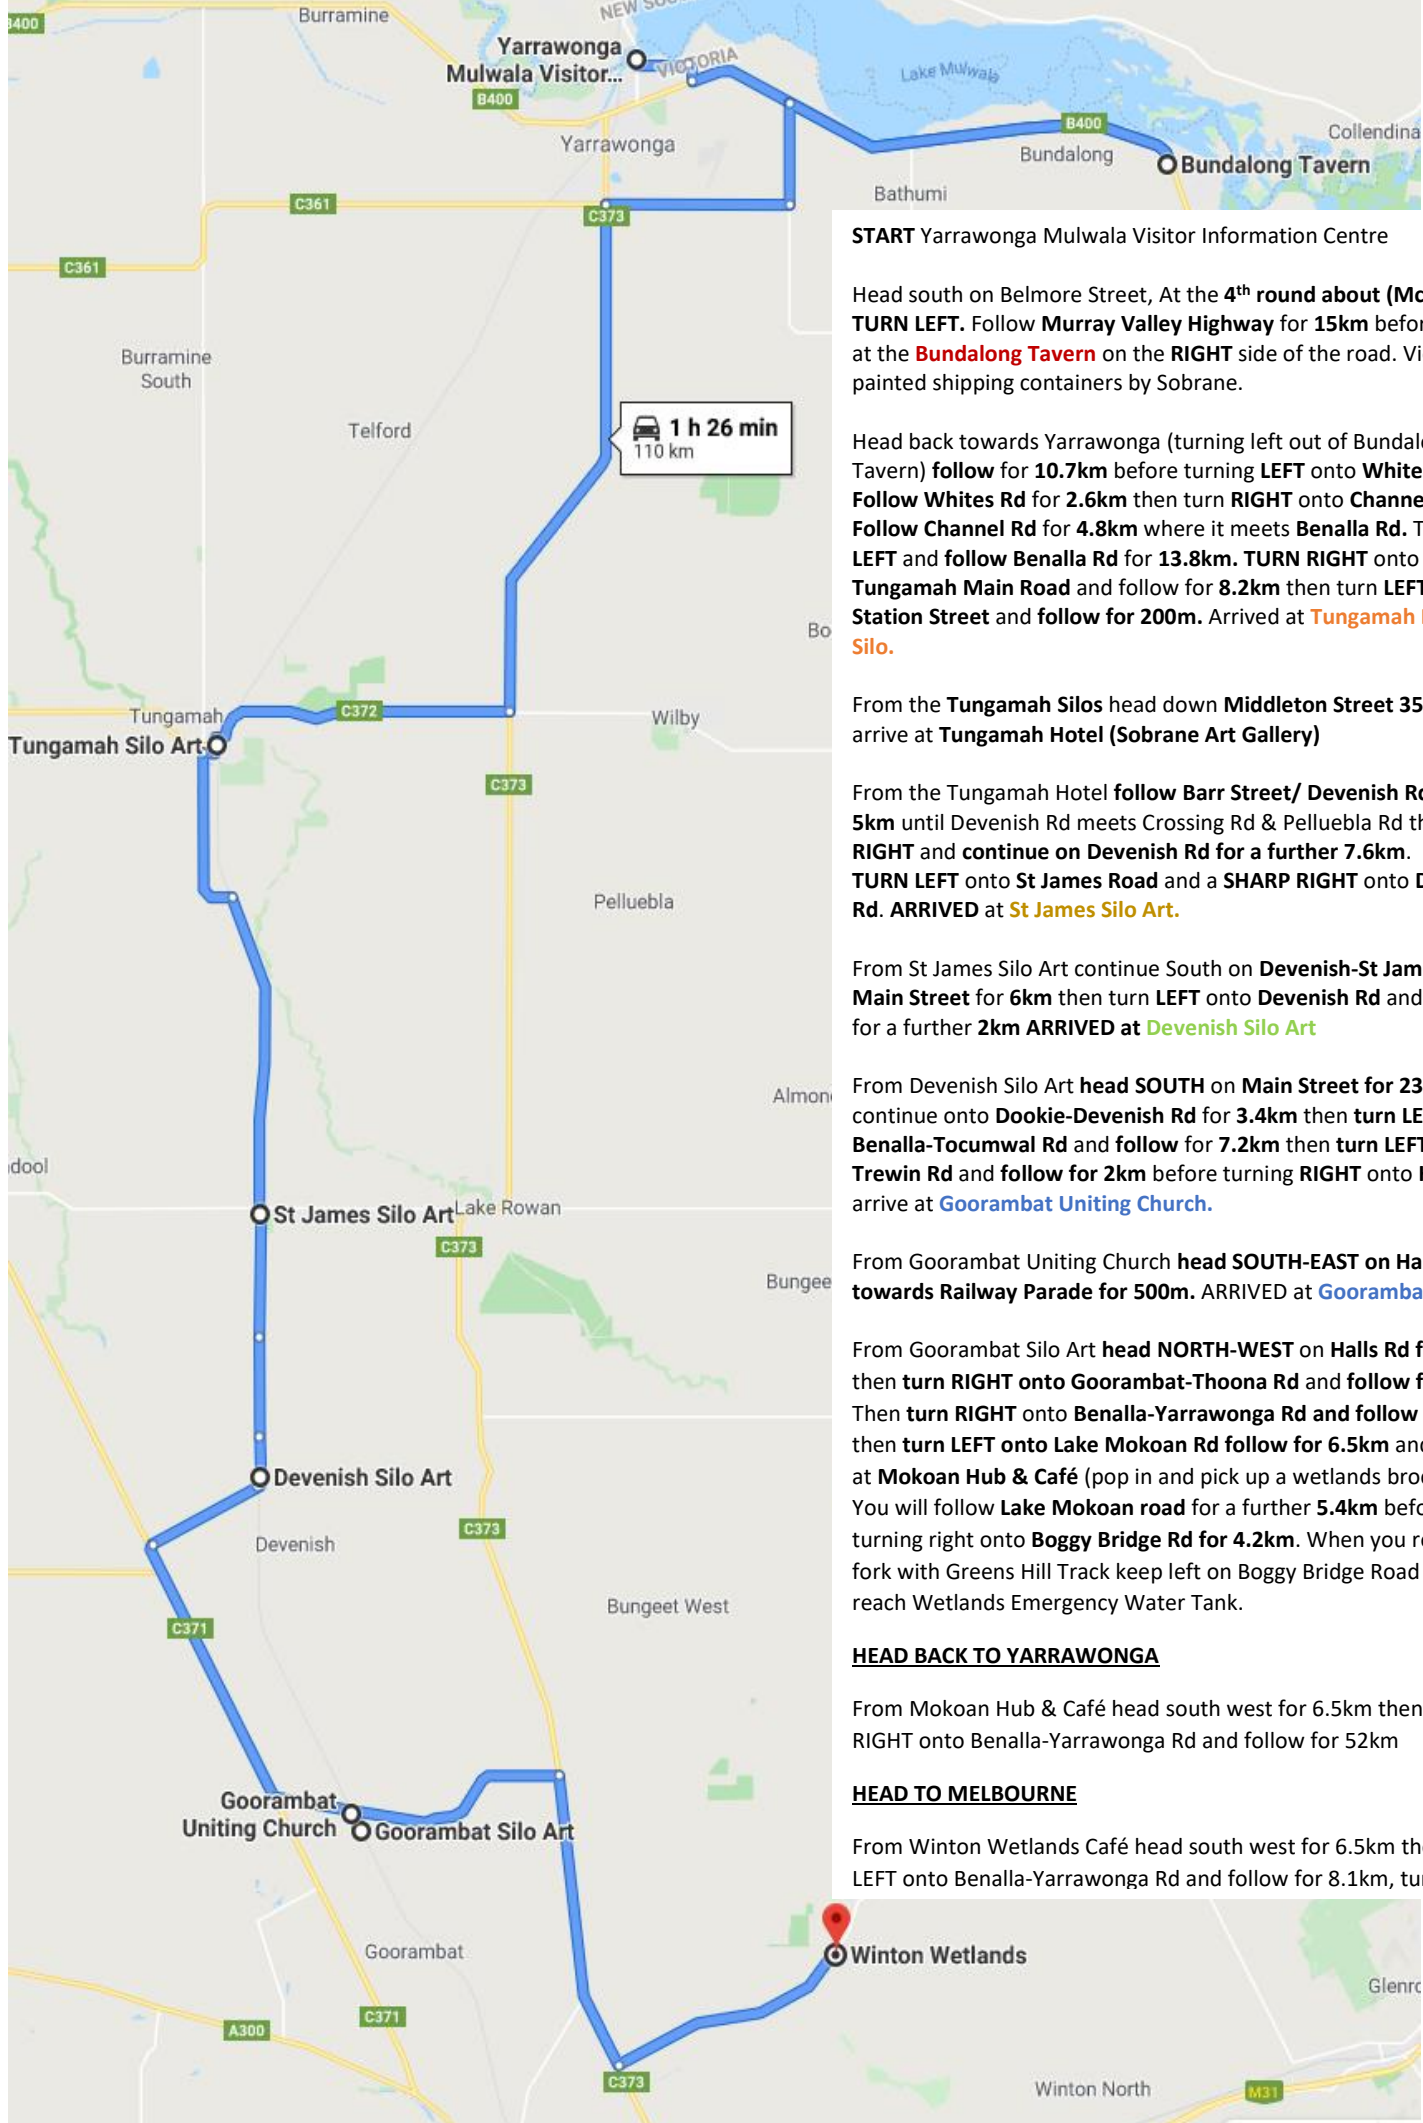 B400
Burramine
NEW
Yarrawonga
Mulwala Visitor...
VICTORIA
Lake Mulwala
B400
B400
Collendina
Yarrawonga
Bundalong
Bundalong Tavern
Bathumi
C361
C373
C361
START Yarrawonga Mulwala Visitor Information Centre
Head south on Belmore Street, At the 4th round about
TURN LEFT. Follow Murray Valley Highway for 15km
at the Bundalong Tavern on the RIGHT side of the road.
painted shipping containers by Sobrane.
Head back towards Yarrawonga (turning left out of
Tavern) follow for 10.7km before turning LEFT onto
Follow Whites Rd for 2.6km then turn RIGHT onto
Follow Channel Rd for 4.8km where it meets Benalla Rd.
LEFT and follow Benalla Rd for 13.8km. TURN RIGHT onto
Tungamah Main Road and follow for 8.2km then turn LEFT
Station Street and follow for 200m. Arrived at Tungamah
Silo.
From the Tungamah Silos head down Middleton Street 35
arrive at Tungamah Hotel (Sobrane Art Gallery)
From the Tungamah Hotel follow Barr Street/ Devenish
5km until Devenish Rd meets Crossing Rd & Pelluebla Rd
RIGHT and continue on Devenish Rd for a further 7.6km.
TURN LEFT onto St James Road and a SHARP RIGHT onto
Rd. ARRIVED at St James Silo Art.
From St James Silo Art continue South on Devenish-St
Main Street for 6km then turn LEFT onto Devenish Rd and
for a further 2km ARRIVED at Devenish Silo Art
From Devenish Silo Art head SOUTH on Main Street for 23
continue onto Dookie-Devenish Rd for 3.4km then turn
Benalla-Tocumwal Rd and follow for 7.2km then turn LEFT
Trewin Rd and follow for 2km before turning RIGHT onto
arrive at Goorambat Uniting Church.
From Goorambat Uniting Church head SOUTH-EAST on
towards Railway Parade for 500m. ARRIVED at
From Goorambat Silo Art head NORTH-WEST on Halls Rd
then turn RIGHT onto Goorambat-Thoona Rd and follow
Then turn RIGHT onto Benalla-Yarrawonga Rd and follow
then turn LEFT onto Lake Mokoan Rd follow for 6.5km
at Mokoan Hub & Café (pop in and pick up a wetlands
You will follow Lake Mokoan road for a further 5.4km
turning right onto Boggy Bridge Rd for 4.2km. When you
fork with Greens Hill Track keep left on Boggy Bridge Road
reach Wetlands Emergency Water Tank.
HEAD BACK TO YARRAWONGA
From Mokoan Hub & Café head south west for 6.5km then
RIGHT onto Benalla-Yarrawonga Rd and follow for 52km
HEAD TO MELBOURNE
From Winton Wetlands Café head south west for 6.5km
LEFT onto Benalla-Yarrawonga Rd and follow for 8.1km,
Burramine
South
Telford
1 h 26 min
110 km
Tungamah
C372
Wilby
Tungamah Silo Art
C373
Pelluebla
St James Silo Art
Lake Rowan
C373
Devenish Silo Art
Devenish
C373
Bungeet West
C371
Goorambat
Uniting Church
Goorambat Silo Art
Winton Wetlands
Goorambat
C371
A300
C373
Winton North
M31